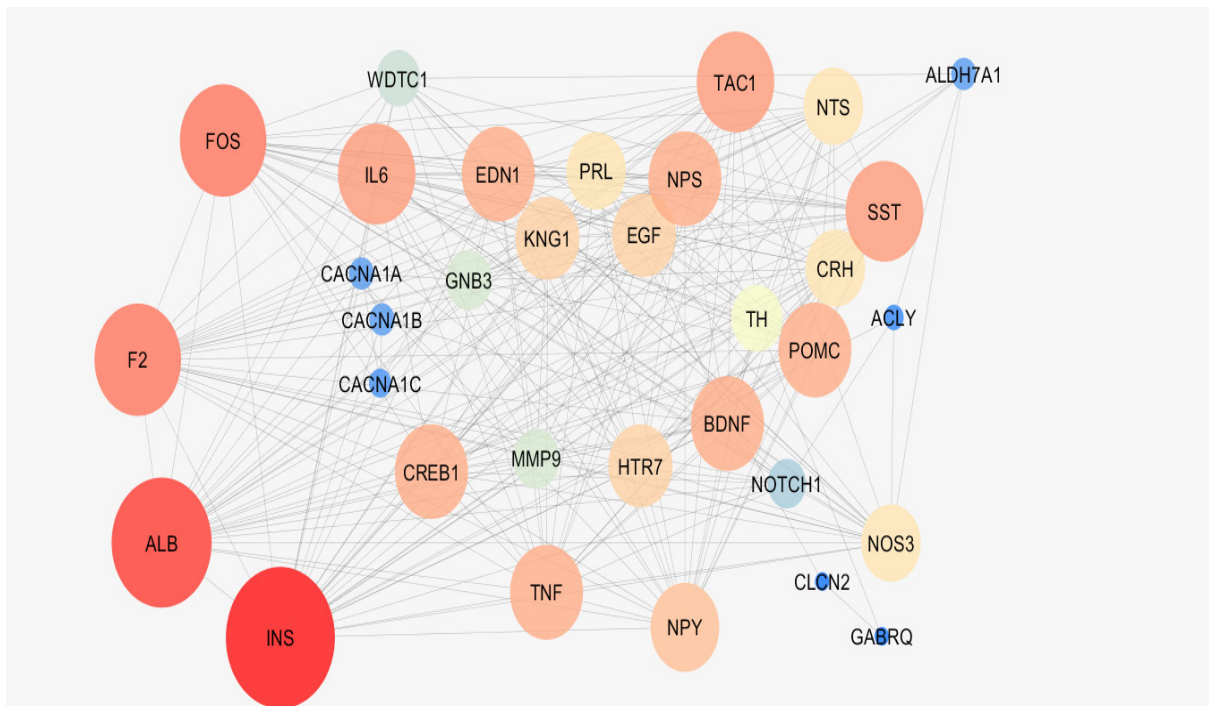 WDTC1
TAC1
ALDH7A1
NTS
FOS
IL6
EDN1
PRL
NPS
SST
KNG1
EGF
CACNA1A
GNB3
CRH
CACNA1B
TH
ACLY
F2
POMC
CACNA1C
BDNF
CREB1
MMP9
HTR7
NOTCH1
ALB
NOS3
TNF
CLCN2
INS
NPY
GABRQ